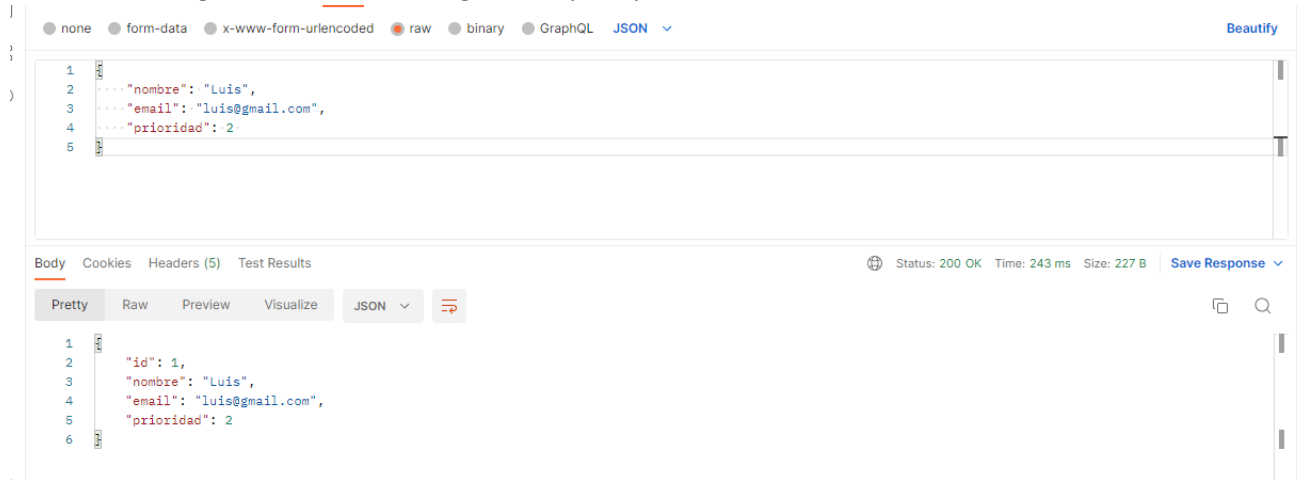 none form-data x-www-form-urlencoded raw binary GraphQL JSON Beautify
1 {
2 "nombre": "Luis",
3 "email": "luis@gmail.com",
4 "prioridad": 2
5 }
Body Cookies Headers (5) Test Results Status: 200 OK Time: 243 ms Size: 227 B Save Response
Pretty Raw Preview Visualize JSON
1 {
2 "id": 1,
3 "nombre": "Luis",
4 "email": "luis@gmail.com",
5 "prioridad": 2
6 }